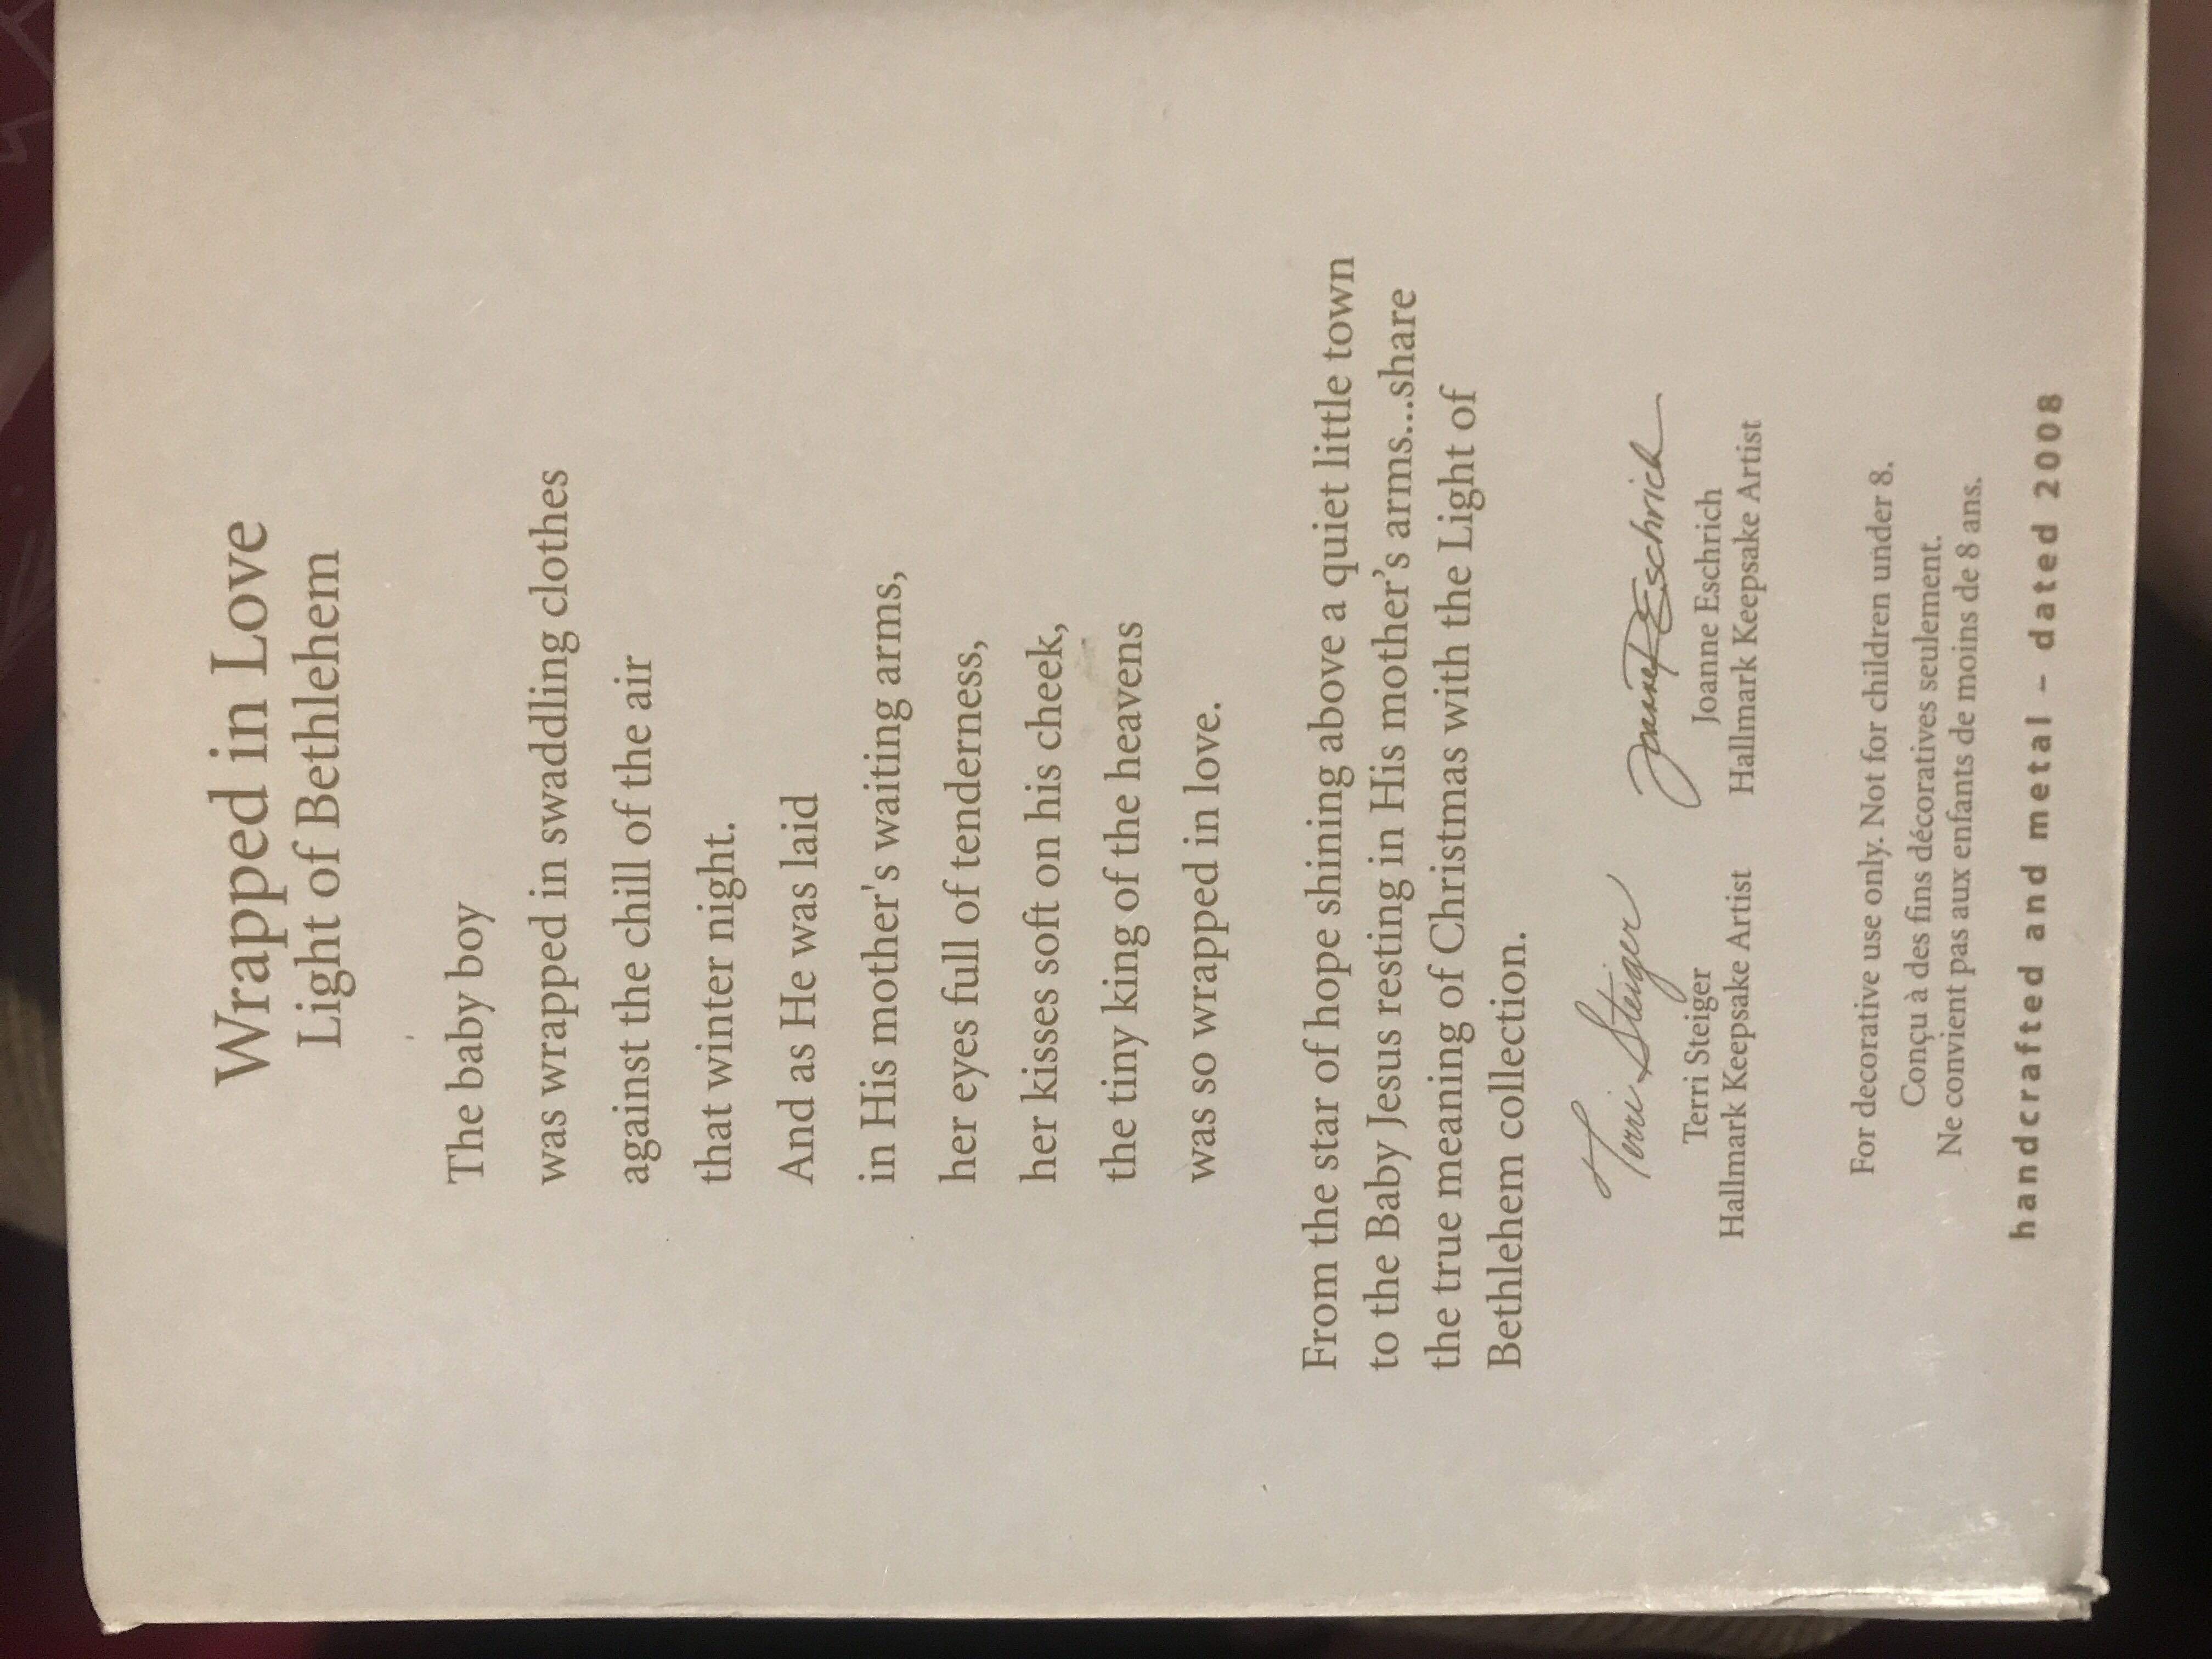 Wrapped in Love
Light of Bethlehem
The baby boy
was wrapped in swaddling clothes
against the chill of the air
that winter night.
And as He was laid
in His mother's waiting arms,
her eyes full of tenderness,
her kisses soft on his cheek,
the tiny king of the heavens
was so wrapped in love.
From the star of hope shining above a quiet little town
to the Baby Jesus resting in His mother's arms...share
the true meaning of Christmas with the Light of
Bethlehem collection.
Terri Steiger
Terri Steiger
Hallmark Keepsake Artist
Joanne Eschrich
Joanne Eschrich
Hallmark Keepsake Artist
For decorative use only. Not for children under 8.
Conçu à des fins décoratives seulement.
Ne convient pas aux enfants de moins de 8 ans.
handcrafted and metal – dated 2008